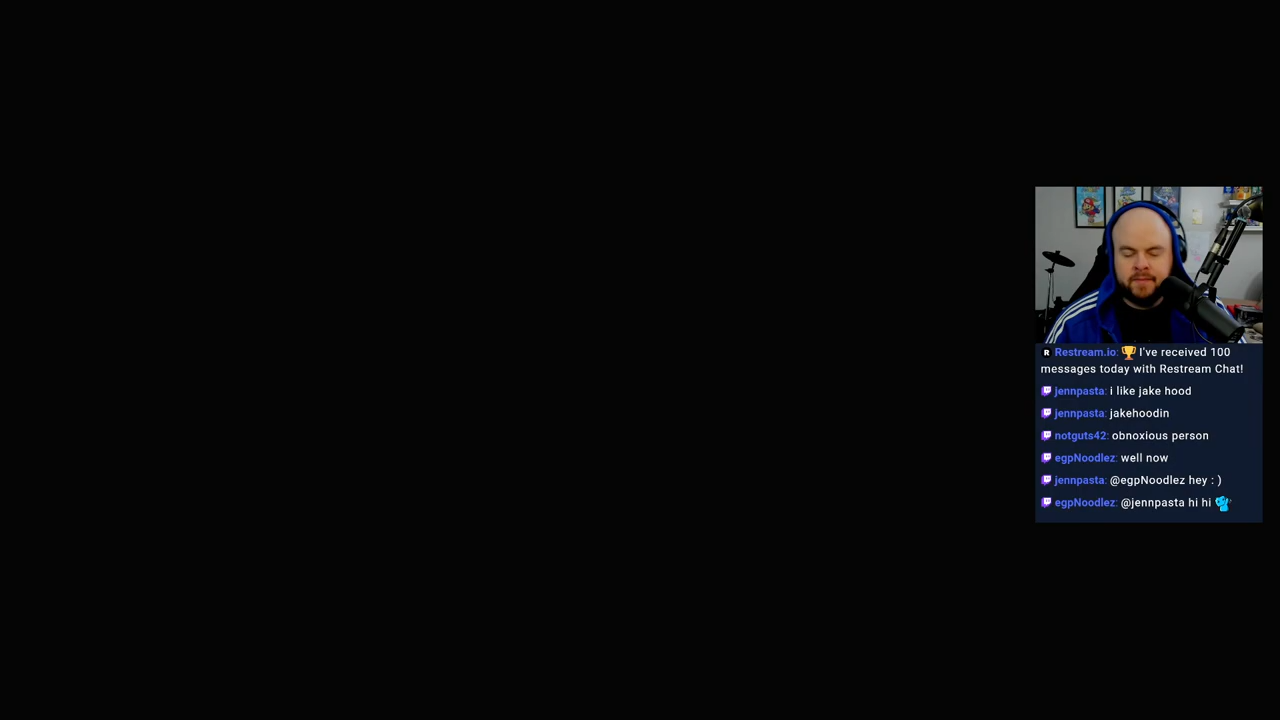 Restream.io: 🏆 I've received 100
messages today with Restream Chat!
jennpasta: i like jake hood
jennpasta: jakehoodin
notguts42: obnoxious person
egpNoodlez: well now
jennpasta: @egpNoodlez hey : )
egpNoodlez: @jennpasta hi hi